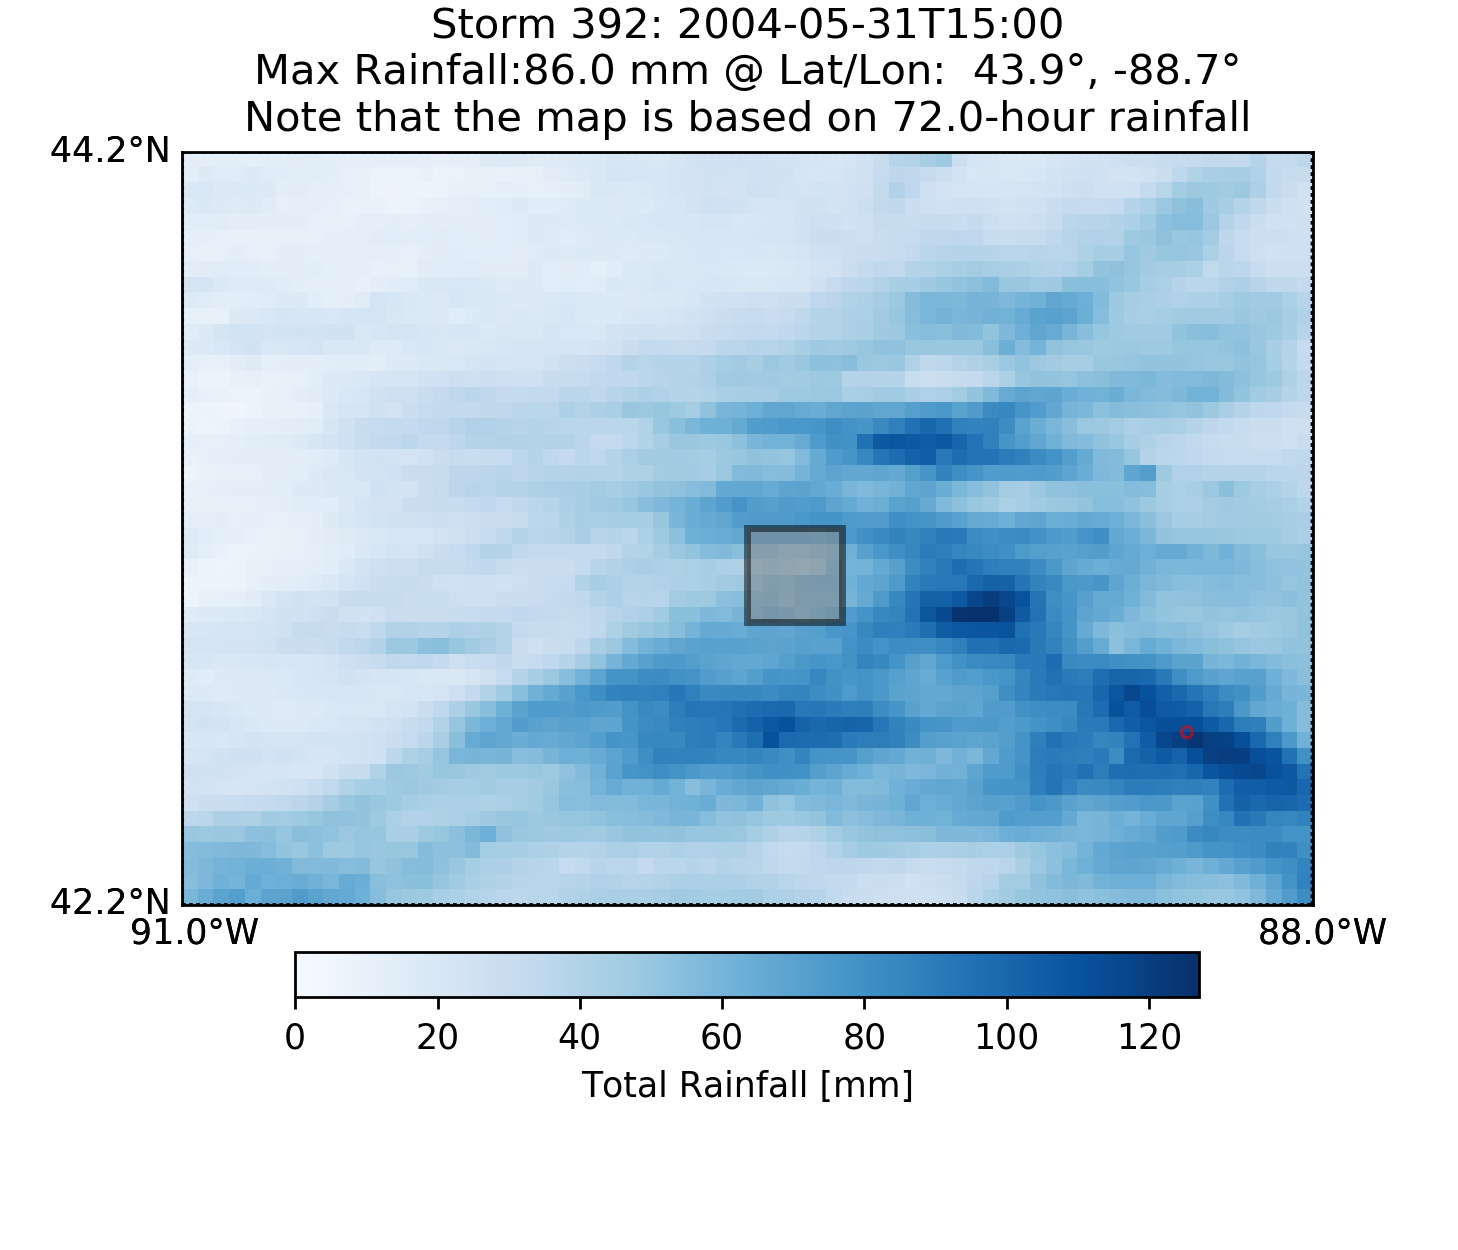 Storm 392: 2004-05-31T15:00
Max Rainfall:86.0 mm @ Lat/Lon:  43.9°, -88.7°
Note that the map is based on 72.0-hour rainfall
44.2°N
42.2°N
91.0°W 88.0°W
0 20 40 60 80 100 120
Total Rainfall [mm]